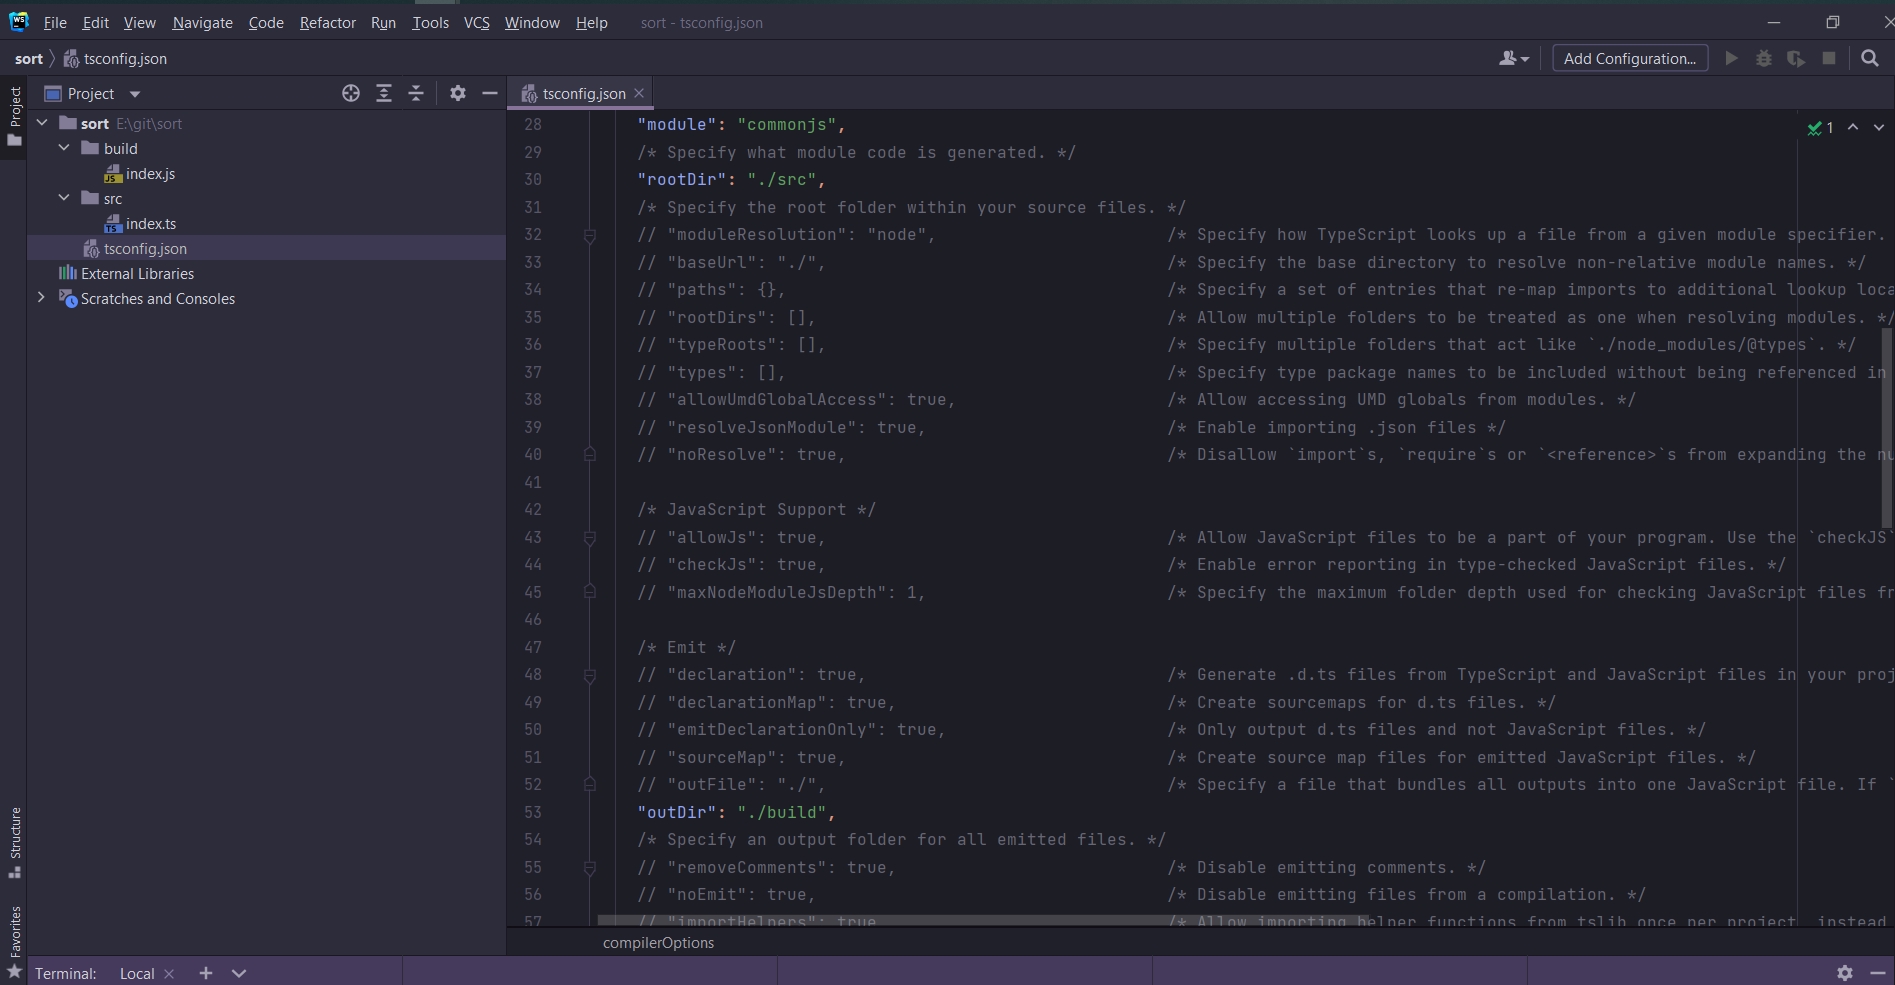 File Edit View Navigate Code Refactor Run Tools VCS Window Help sort - tsconfig.json
sort tsconfig.json Add Configuration...
Project
Project
tsconfig.json
sort E:\git\sort
build
index.js
src
index.ts
tsconfig.json
External Libraries
Scratches and Consoles
1
28 "module": "commonjs",
29 /* Specify what module code is generated. */
30 "rootDir": "./src",
31 /* Specify the root folder within your source files. */
32 // "moduleResolution": "node", /* Specify how TypeScript looks up a file from a given module specifier.
33 // "baseUrl": "./", /* Specify the base directory to resolve non-relative module names. */
34 // "paths": {}, /* Specify a set of entries that re-map imports to additional lookup loca
35 // "rootDirs": [], /* Allow multiple folders to be treated as one when resolving modules. */
36 // "typeRoots": [], /* Specify multiple folders that act like `./node_modules/@types`. */
37 // "types": [], /* Specify type package names to be included without being referenced in
38 // "allowUmdGlobalAccess": true, /* Allow accessing UMD globals from modules. */
39 // "resolveJsonModule": true, /* Enable importing .json files */
40 // "noResolve": true, /* Disallow `import`s, `require`s or `<reference>`s from expanding the nu
41
42 /* JavaScript Support */
43 // "allowJs": true, /* Allow JavaScript files to be a part of your program. Use the `checkJS`
44 // "checkJs": true, /* Enable error reporting in type-checked JavaScript files. */
45 // "maxNodeModuleJsDepth": 1, /* Specify the maximum folder depth used for checking JavaScript files fr
46
47 /* Emit */
48 // "declaration": true, /* Generate .d.ts files from TypeScript and JavaScript files in your proj
49 // "declarationMap": true, /* Create sourcemaps for d.ts files. */
50 // "emitDeclarationOnly": true, /* Only output d.ts files and not JavaScript files. */
51 // "sourceMap": true, /* Create source map files for emitted JavaScript files. */
52 // "outFile": "./", /* Specify a file that bundles all outputs into one JavaScript file. If `
53 "outDir": "./build",
54 /* Specify an output folder for all emitted files. */
55 // "removeComments": true, /* Disable emitting comments. */
56 // "noEmit": true, /* Disable emitting files from a compilation. */
57 // "importHelpers": true, /* Allow importing helper functions from tslib once per project, instead
Structure
Favorites
compilerOptions
Terminal: Local